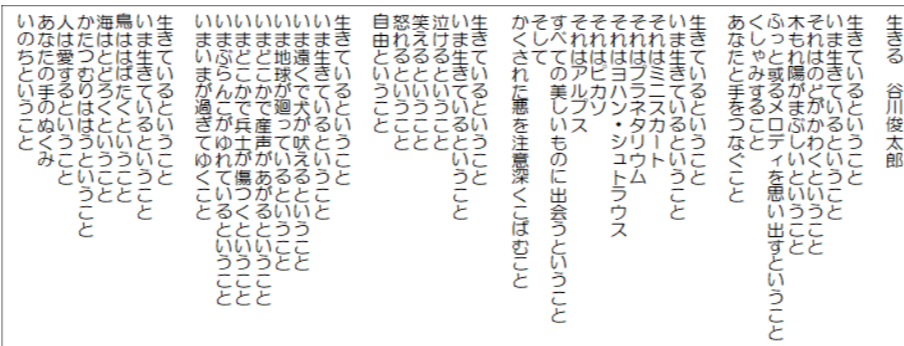 生きる　谷川俊太郎
生きているということ
いま生きているということ
それはのどがかわくということ
木もれ陽がまぶしいということ
ふっと或るメロディを思い出すということ
くしゃみすること
あなたと手をつなぐこと
生きているということ
いま生きているということ
それはミニスカート
それはプラネタリウム
それはヨハン・シュトラウス
それはピカソ
それはアルプス
すべての美しいものに出会うということ
そして
かくされた悪を注意深くこばむこと
生きているということ
いま生きているということ
泣けるということ
笑えるということ
怒れるということ
自由ということ
生きているということ
いま生きているということ
いま遠くで犬が吠えるということ
いま地球が廻っているということ
いまどこかで産声があがるということ
いまどこかで兵士が傷つくということ
いまぶらんこがゆれているということ
いまいまが過ぎてゆくこと
生きているということ
いま生きているということ
鳥ははばたくということ
海はとどろくということ
かたつむりははうということ
人は愛するということ
あなたの手のぬくみ
いのちということ